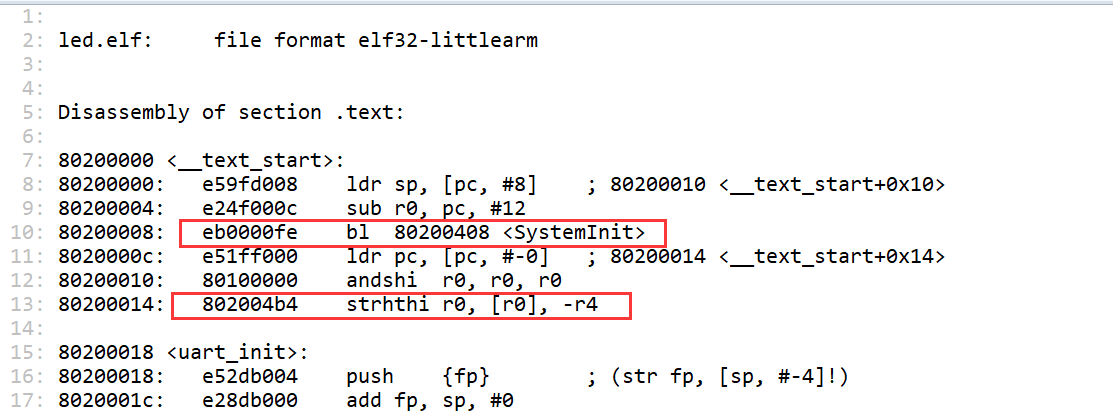 1:
2: led.elf:     file format elf32-littlearm
3:
4:
5: Disassembly of section .text:
6:
7: 80200000 <__text_start>:
8: 80200000:   e59fd008    ldr sp, [pc, #8]    ; 80200010 <__text_start+0x10>
9: 80200004:   e24f000c    sub r0, pc, #12
10: 80200008:   eb0000fe    bl  80200408 <SystemInit>
11: 8020000c:   e51ff000    ldr pc, [pc, #-0]   ; 80200014 <__text_start+0x14>
12: 80200010:   80100000    andshi  r0, r0, r0
13: 80200014:   802004b4    strhthi r0, [r0], -r4
14:
15: 80200018 <uart_init>:
16: 80200018:   e52db004    push    {fp}        ; (str fp, [sp, #-4]!)
17: 8020001c:   e28db000    add fp, sp, #0